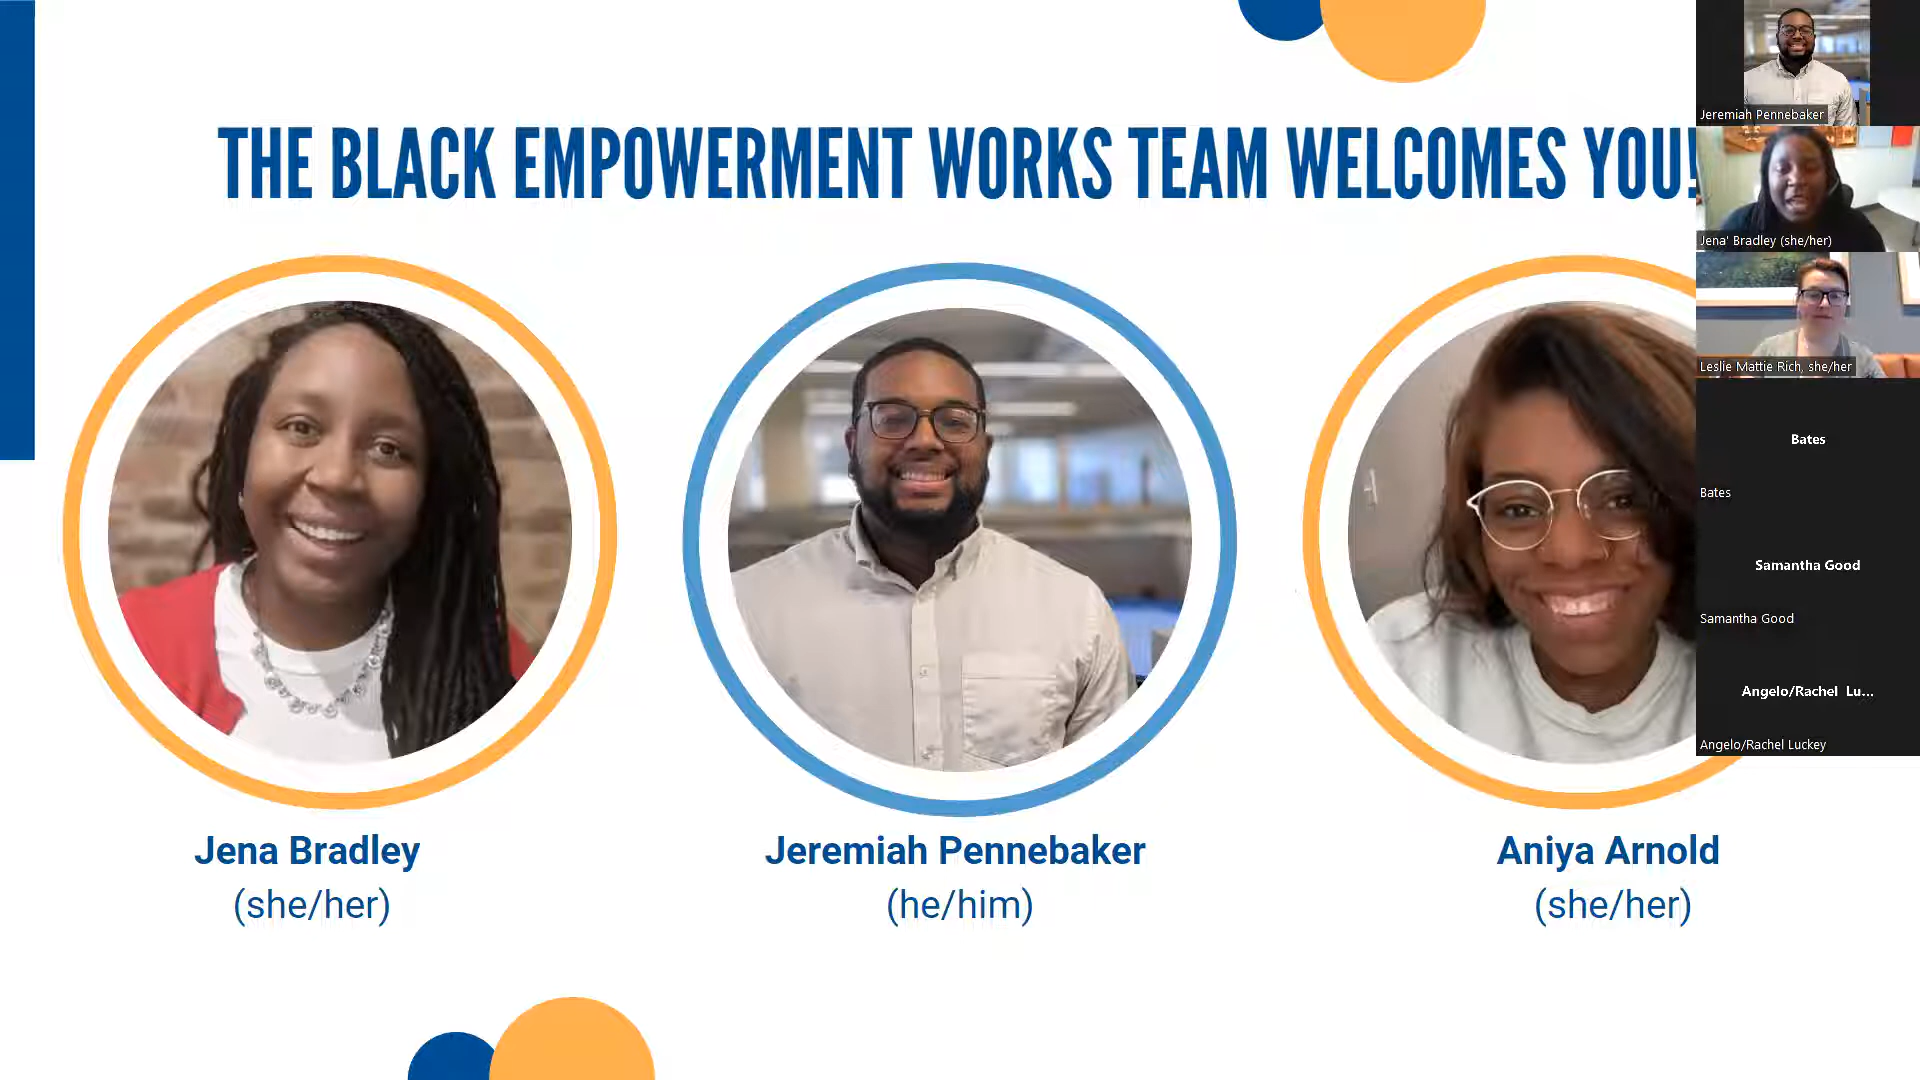 THE BLACK EMPOWERMENT WORKS TEAM WELCOMES YOU!
Jena Bradley
(she/her)
Jeremiah Pennebaker
(he/him)
Aniya Arnold
(she/her)
Jeremiah Pennebaker
Jena' Bradley (she/her)
Leslie Mattie Rich, she/her
Bates
Bates
Samantha Good
Samantha Good
Angelo/Rachel Lu...
Angelo/Rachel Luckey